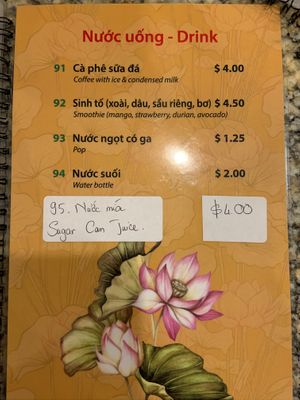 Nước uống - Drink
91 Cà phê sữa đá $ 4.00
Coffee with ice & condensed milk
92 Sinh tố (xoài, dâu, sầu riêng, bơ) $ 4.50
Smoothie (mango, strawberry, durian, avocado)
93 Nước ngọt có ga $ 1.25
Pop
94 Nước suối $ 2.00
Water bottle
95. Nước mía $4.00
Sugar Can Juice.